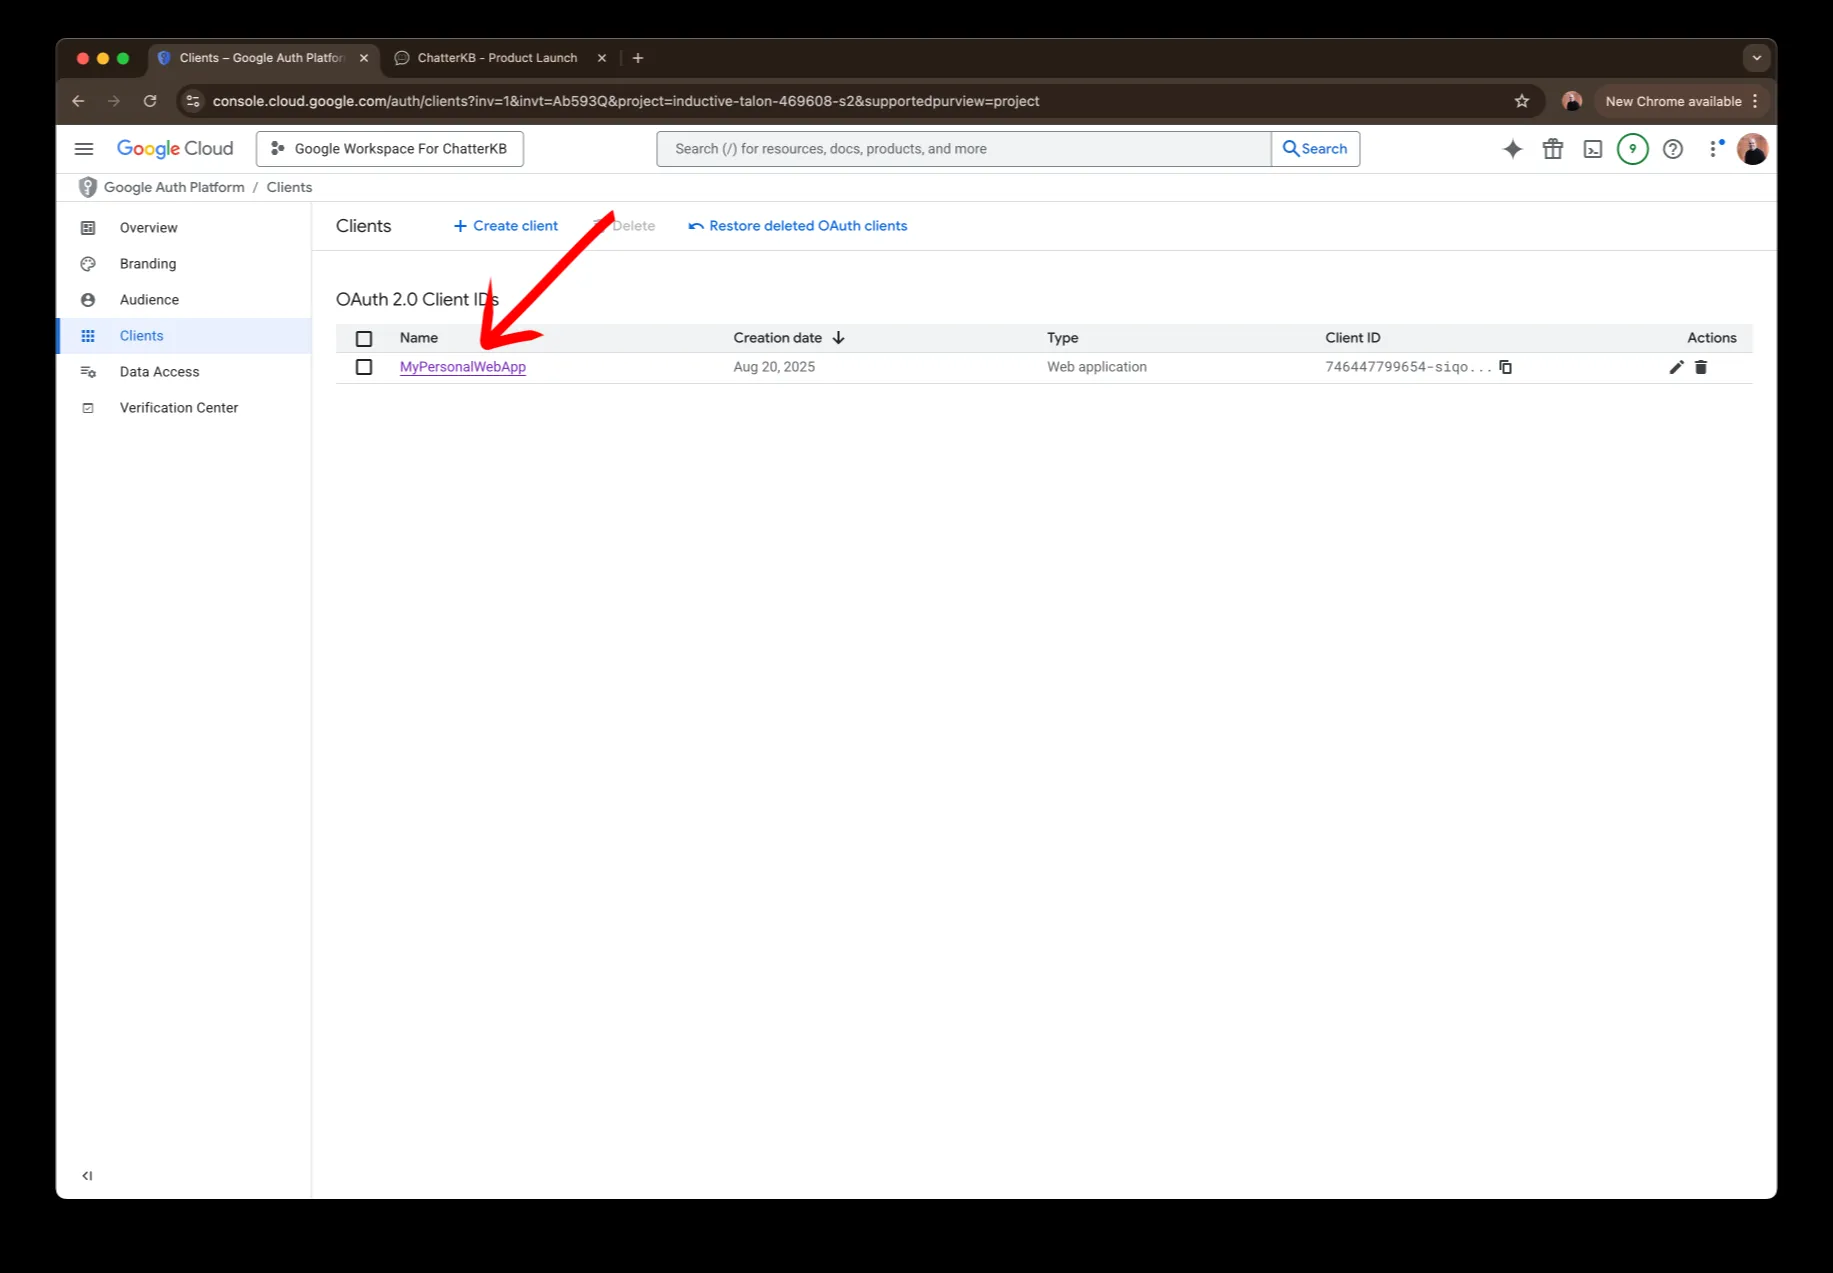 Clients – Google Auth Platfor
ChatterKB - Product Launch
console.cloud.google.com/auth/clients?inv=1&invt=Ab593Q&project=inductive-talon-469608-s2&supportedpurview=project
New Chrome available
Google Cloud
Google Workspace For ChatterKB
Search (/) for resources, docs, products, and more
Search
9
Google Auth Platform / Clients
Overview
Branding
Audience
Clients
Data Access
Verification Center
Clients
Create client
Delete
Restore deleted OAuth clients
OAuth 2.0 Client IDs
Name Creation date Type Client ID Actions
MyPersonalWebApp Aug 20, 2025 Web application 746447799654-siqo...